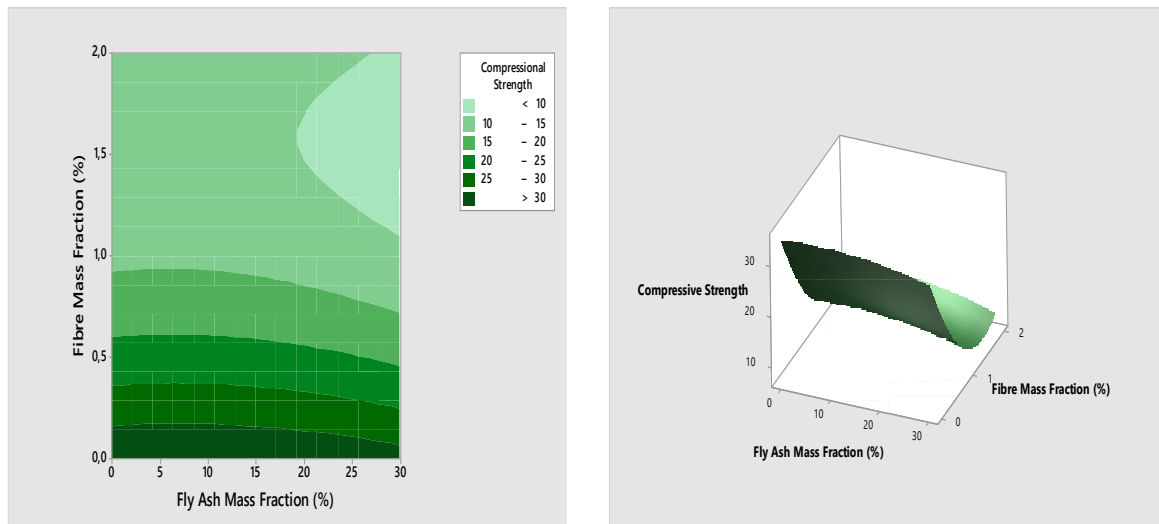 Compressional
Strength
< 10
10 – 15
15 – 20
20 – 25
25 – 30
> 30
2,0
1,5
1,0
0,5
0,0
Fibre Mass Fraction (%)
0 5 10 15 20 25 30
Fly Ash Mass Fraction (%)
30
20
10
Compressive Strength
0 10 20 30
Fly Ash Mass Fraction (%)
2
1
0
Fibre Mass Fraction (%)